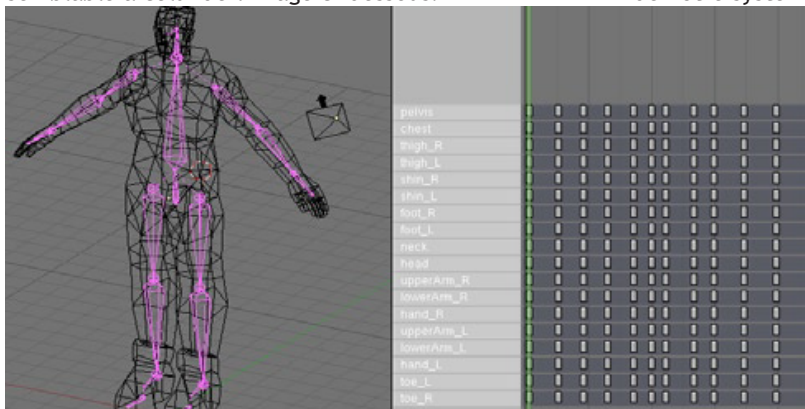 pelvis
chest
thigh_R
thigh_L
shin_R
shin_L
foot_R
foot_L
neck
head
upperArm_R
lowerArm_R
hand_R
upperArm_L
lowerArm_L
hand_L
toe_L
toe_R